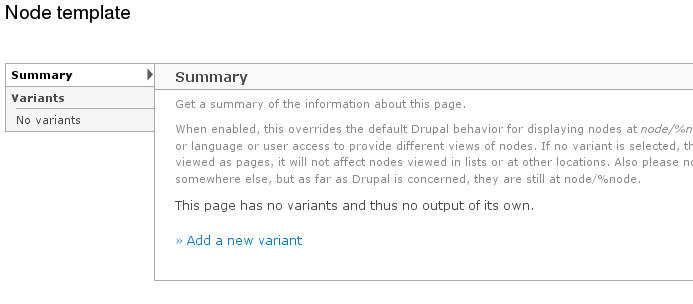 Node template
Summary
Variants
No variants
Summary
Get a summary of the information about this page.
When enabled, this overrides the default Drupal behavior for displaying nodes at node/%n
or language or user access to provide different views of nodes. If no variant is selected, th
viewed as pages, it will not affect nodes viewed in lists or at other locations. Also please no
somewhere else, but as far as Drupal is concerned, they are still at node/%node.
This page has no variants and thus no output of its own.
» Add a new variant